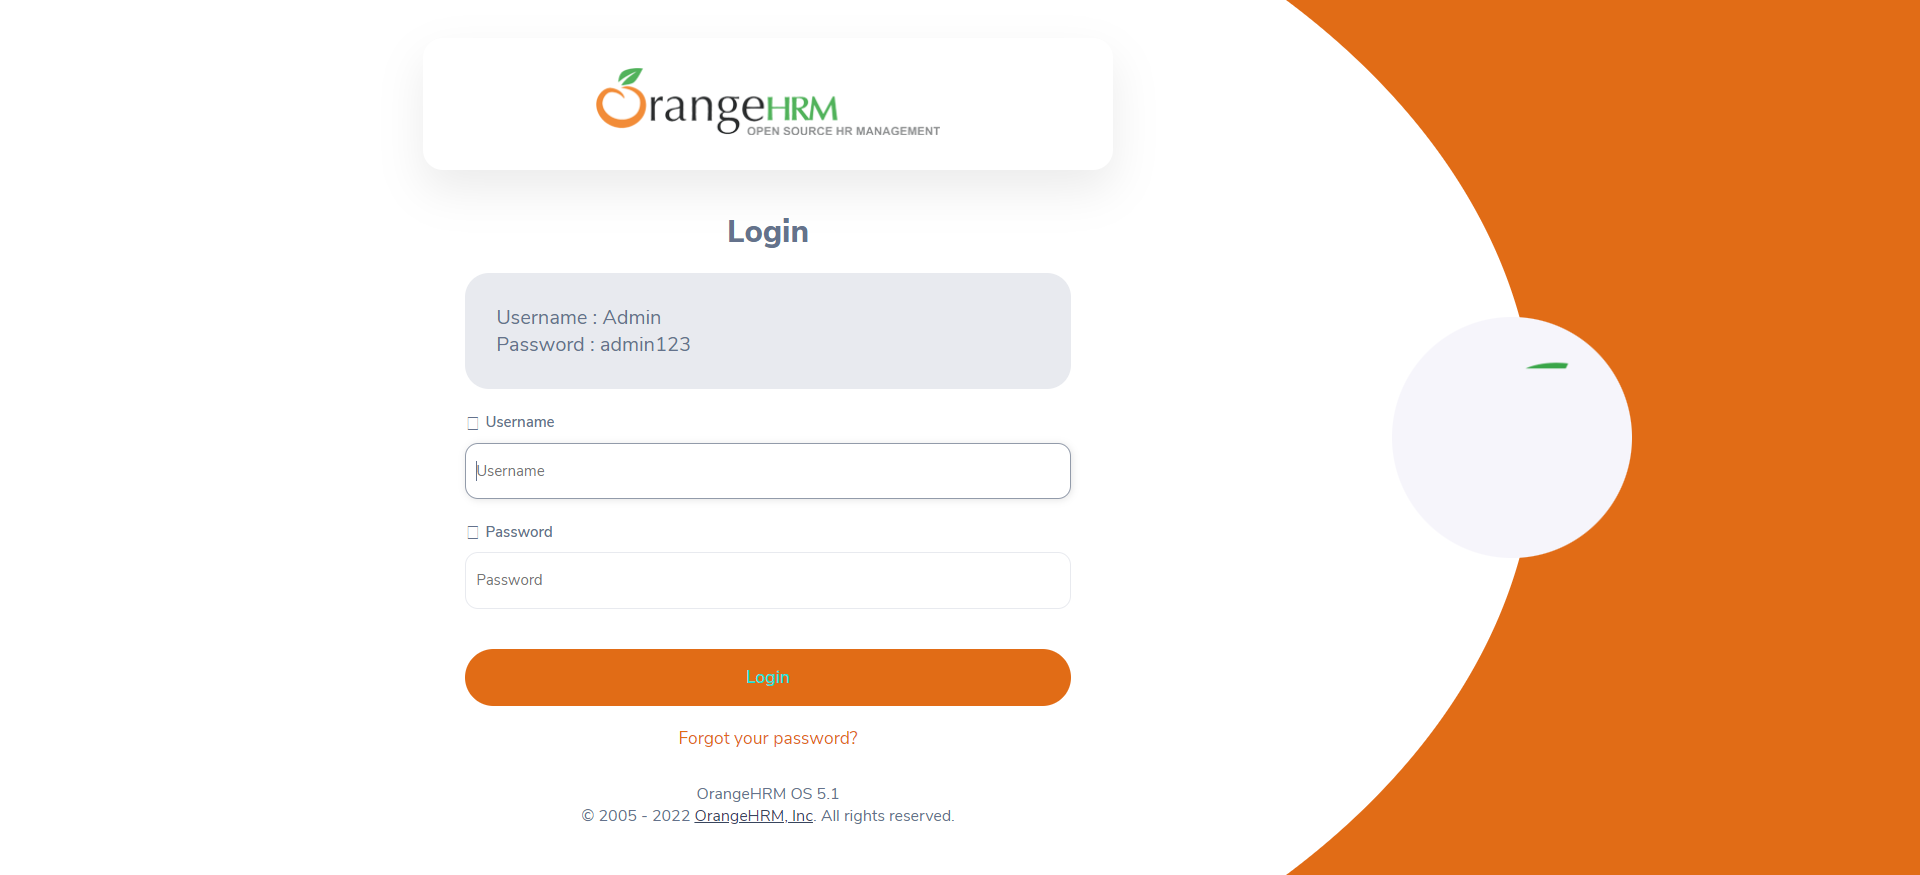 OrangeHRM
OPEN SOURCE HR MANAGEMENT
Login
Username : Admin
Password : admin123
Username
Username
Password
Password
Login
Forgot your password?
OrangeHRM OS 5.1
© 2005 - 2022 OrangeHRM, Inc. All rights reserved.